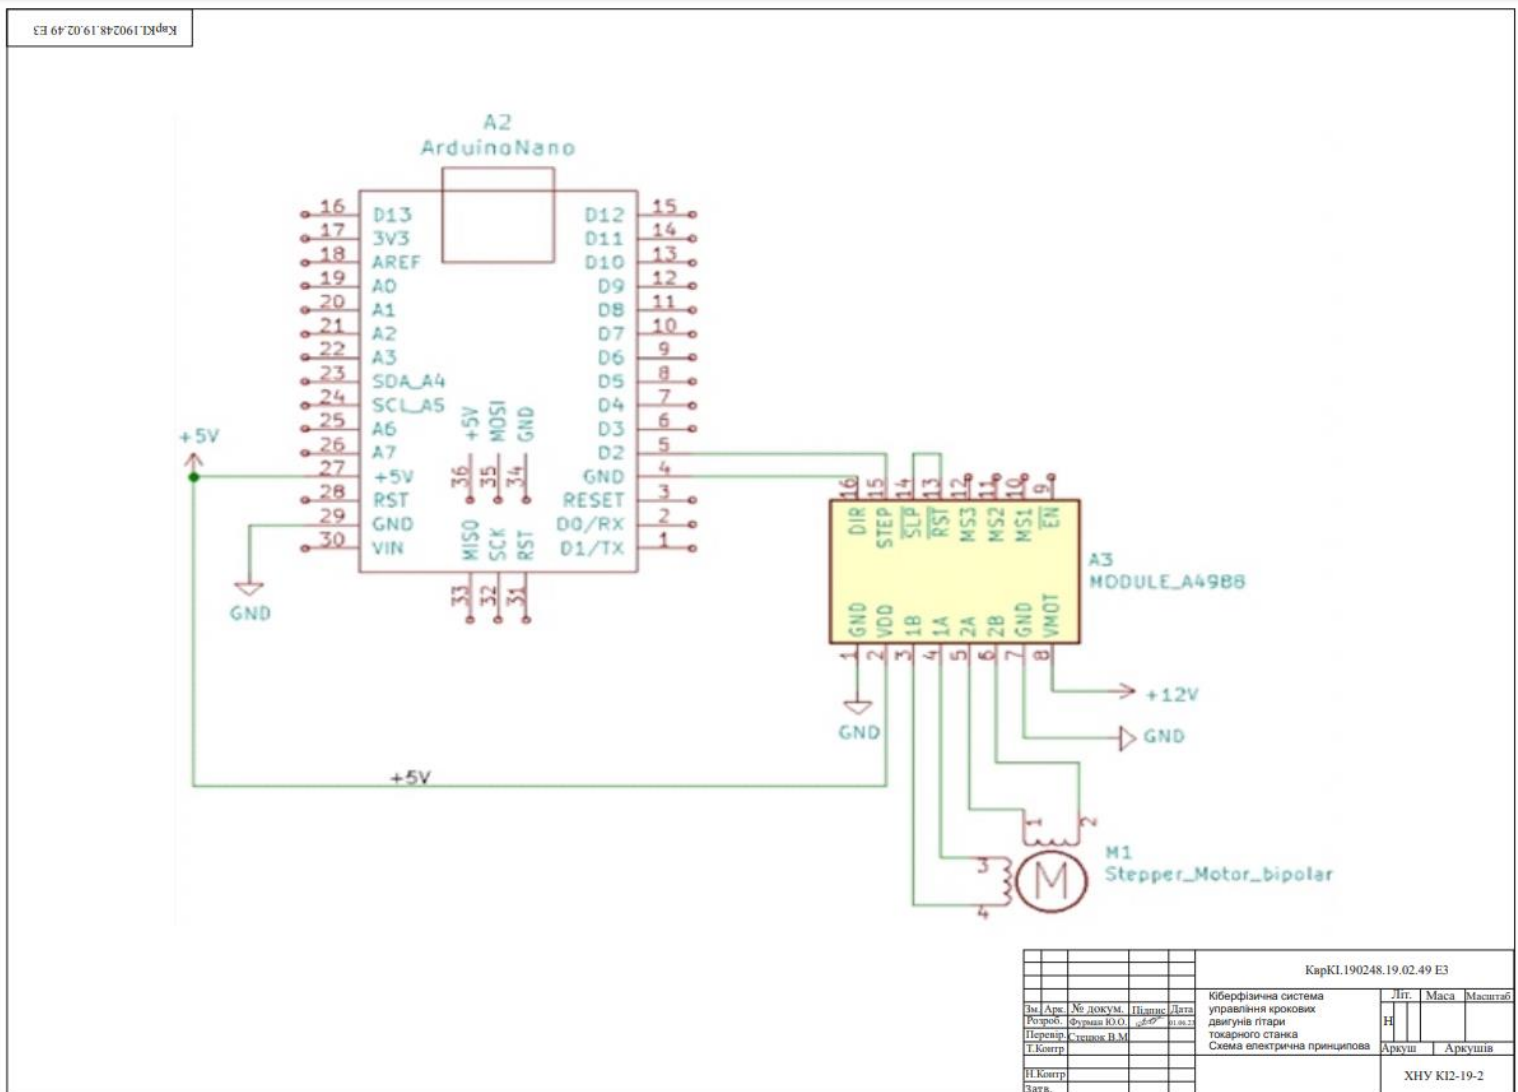 КврКІ.190248.19.02.49 Е3
A2
ArduinoNano
16 D13 D12 15
17 3V3 D11 14
18 AREF D10 13
19 A0 D9 12
20 A1 D8 11
21 A2 D7 10
22 A3 D6 9
23 SDA_A4 D5 8
24 SCL_A5 D4 7
25 A6 D3 6
26 A7 D2 5
27 +5V GND 4
28 RST RESET 3
29 GND D0/RX 2
30 VIN D1/TX 1
+5V MOSI GND
36 35 34
MISO SCK RST
33 32 31
+5V
GND
16 15 14 13 12 11 10 9
DIR STEP SLP RST MS3 MS2 MS1 EN
A3
MODULE_A4988
GND VDD 1B 1A 2A 2B GND VMOT
1 2 3 4 5 6 7 8
+12V
GND
GND
+5V
1 2
3
4
M
M1
Stepper_Motor_bipolar
КврКІ.190248.19.02.49 Е3
Зм. Арк. № докум. Підпис Дата
Розроб. Фурман Ю.О. 01.06.23
Перевір. Стецюк В.М
Т.Контр
Н.Контр
Затв.
Кіберфізична система
управління крокових
двигунів гітари
токарного станка
Схема електрична принципова
Літ. Маса Масштаб
Н
Аркуш Аркушів
ХНУ КІ2-19-2